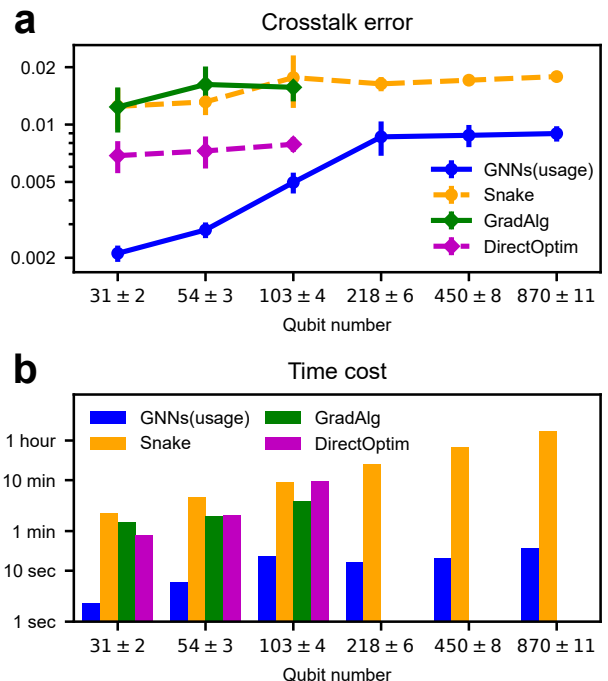 a
Crosstalk error
0.02
0.01
0.005
0.002
GNNs(usage)
Snake
GradAlg
DirectOptim
31 ± 2 54 ± 3 103 ± 4 218 ± 6 450 ± 8 870 ± 11
Qubit number
b
Time cost
GNNs(usage) GradAlg
Snake DirectOptim
1 hour
10 min
1 min
10 sec
1 sec
31 ± 2 54 ± 3 103 ± 4 218 ± 6 450 ± 8 870 ± 11
Qubit number